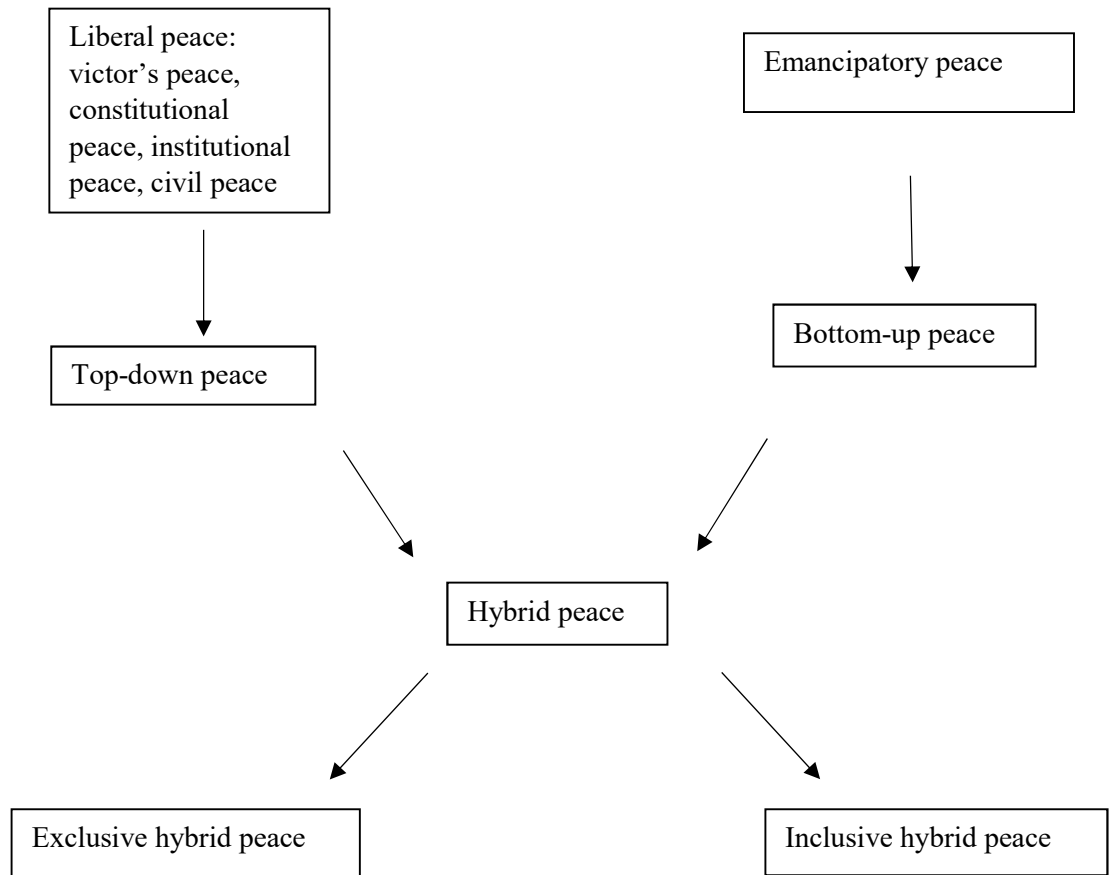 Liberal peace:
victor’s peace,
constitutional
peace, institutional
peace, civil peace
Emancipatory peace
Bottom-up peace
Top-down peace
Hybrid peace
Exclusive hybrid peace
Inclusive hybrid peace